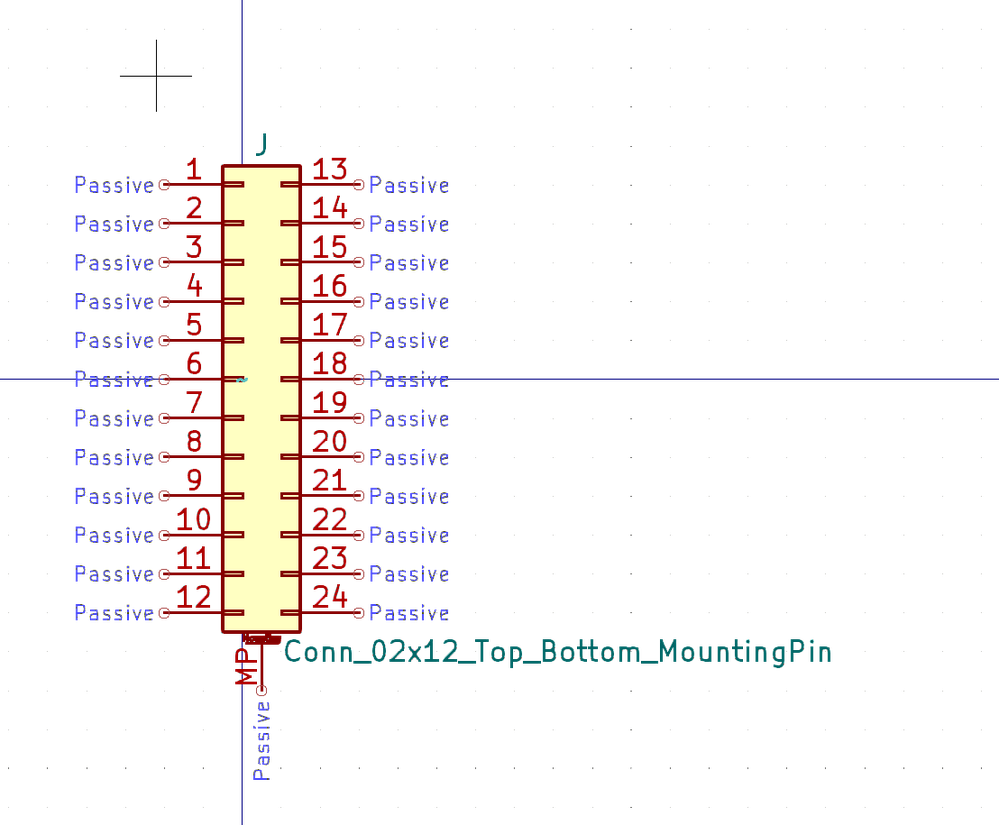 J
Passive 1 13 Passive
Passive 2 14 Passive
Passive 3 15 Passive
Passive 4 16 Passive
Passive 5 17 Passive
Passive 6 18 Passive
Passive 7 19 Passive
Passive 8 20 Passive
Passive 9 21 Passive
Passive 10 22 Passive
Passive 11 23 Passive
Passive 12 24 Passive
MP Conn_02x12_Top_Bottom_MountingPin
Passive